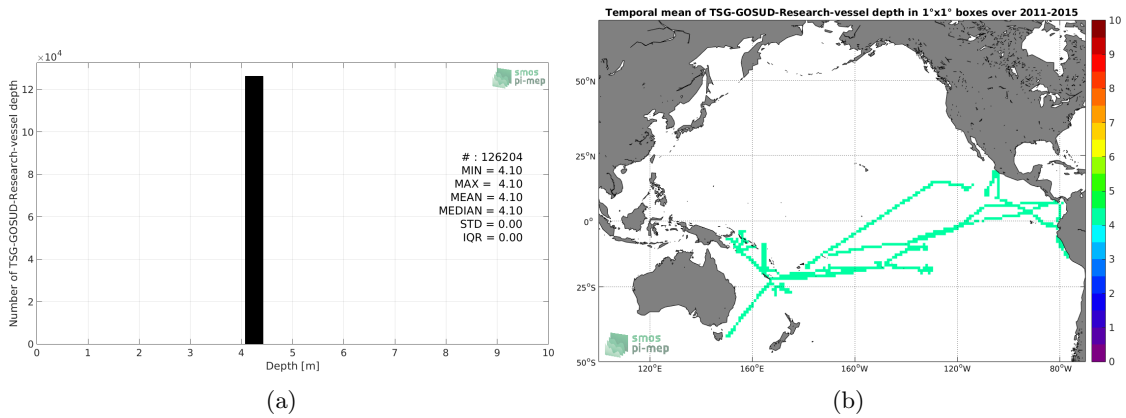 ×10⁴
12
10
8
6
4
2
0
0 1 2 3 4 5 6 7 8 9 10
Number of TSG-GOSUD-Research-vessel depth
Depth [m]
smos
pi-mep
# : 126204
MIN = 4.10
MAX = 4.10
MEAN = 4.10
MEDIAN = 4.10
STD = 0.00
IQR = 0.00
(a)
Temporal mean of TSG-GOSUD-Research-vessel depth in 1°x1° boxes over 2011-2015
50°N
25°N
0°
25°S
50°S
120°E 160°E 160°W 120°W 80°W
smos
pi-mep
10
9
8
7
6
5
4
3
2
1
0
(b)